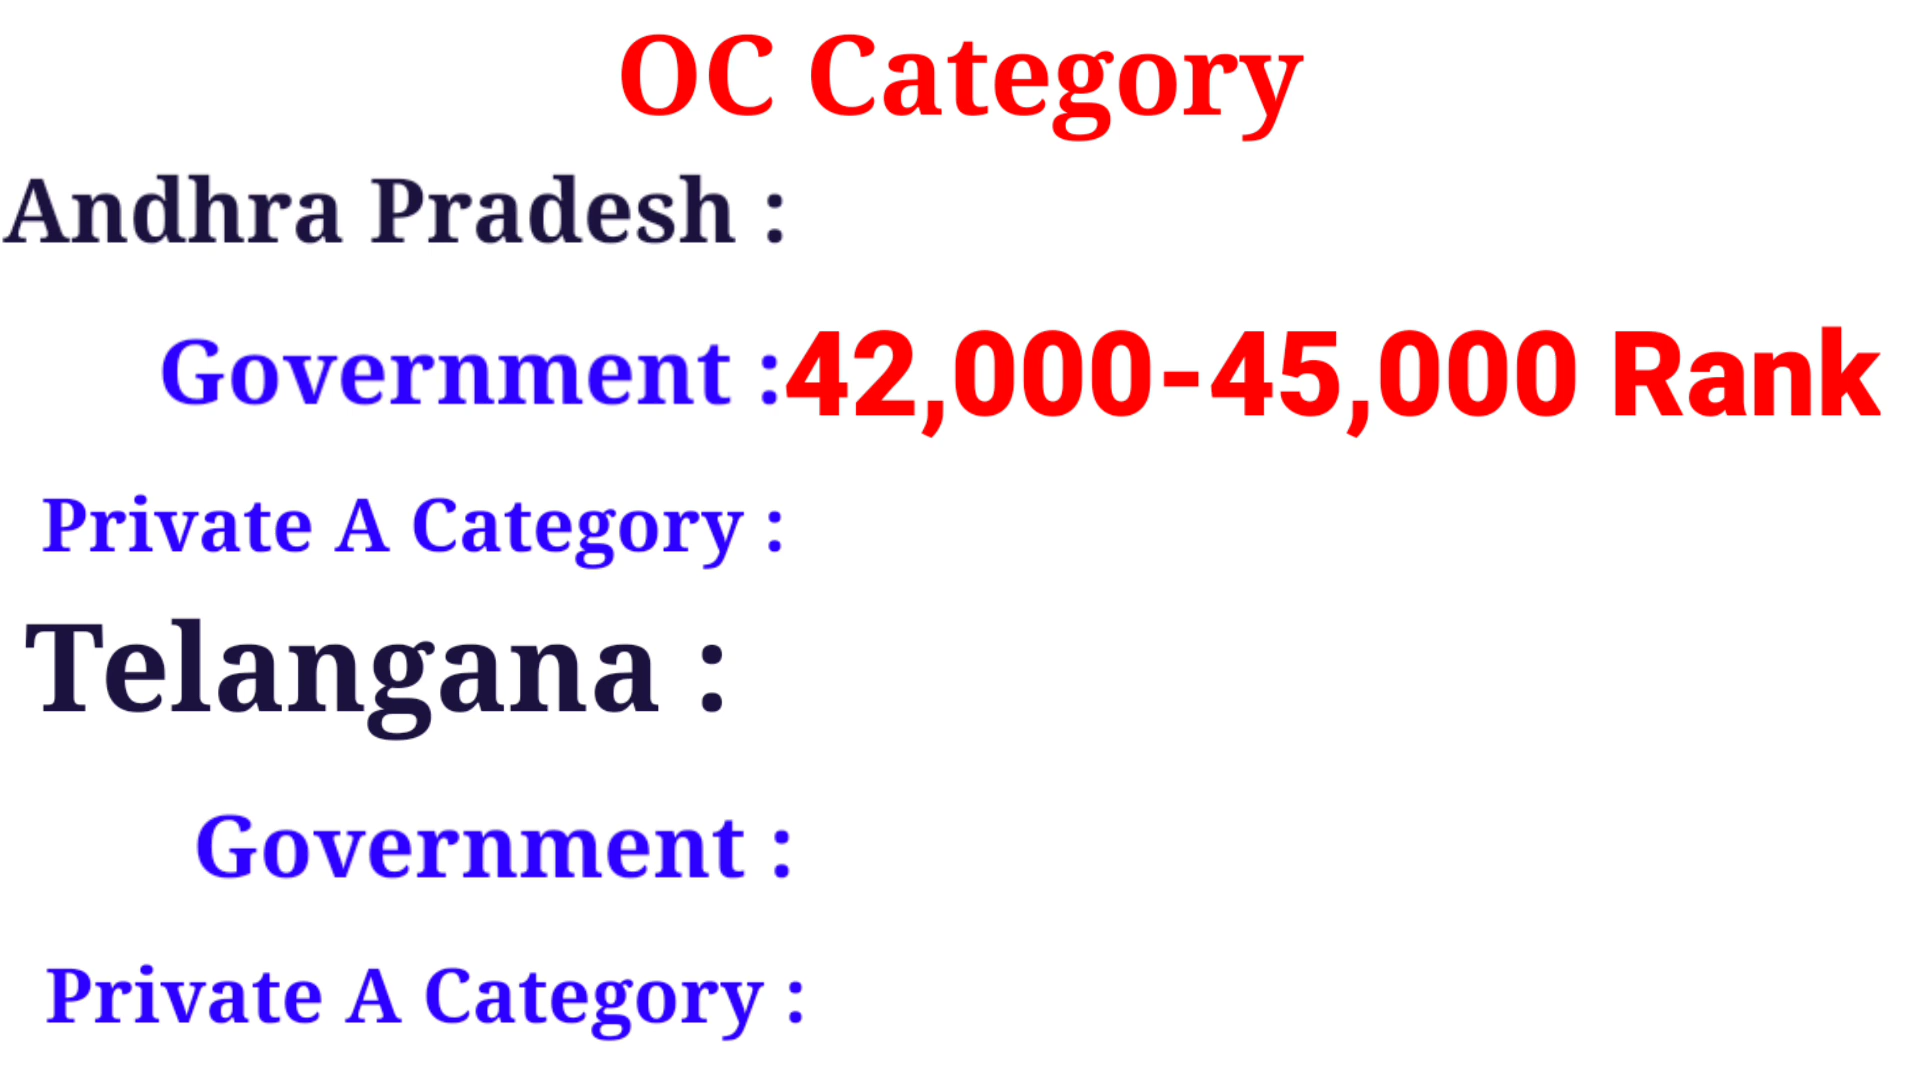 OC Category
Andhra Pradesh :
Government :42,000-45,000 Rank
Private A Category :
Telangana :
Government :
Private A Category :